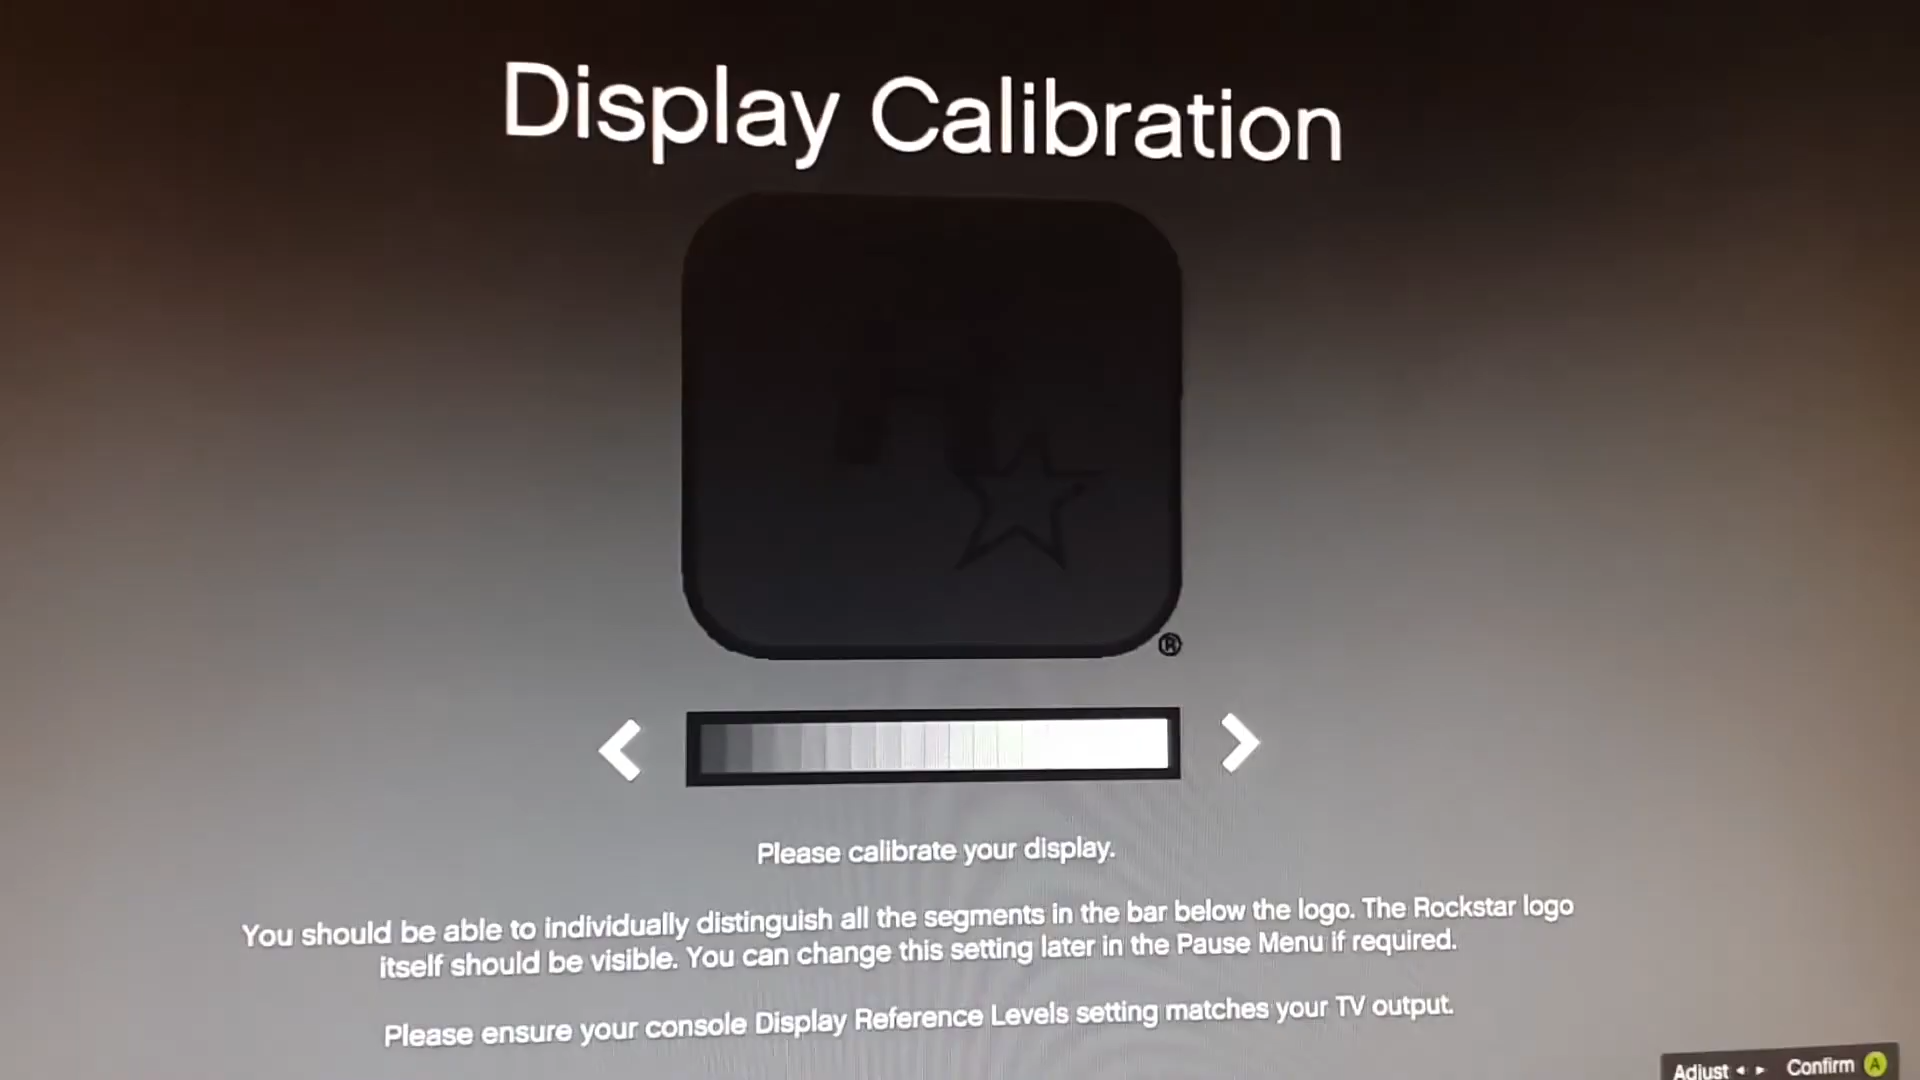 Display Calibration
R
®
Please calibrate your display.
You should be able to individually distinguish all the segments in the bar below the logo. The Rockstar logo
itself should be visible. You can change this setting later in the Pause Menu if required.
Please ensure your console Display Reference Levels setting matches your TV output.
Adjust Confirm A